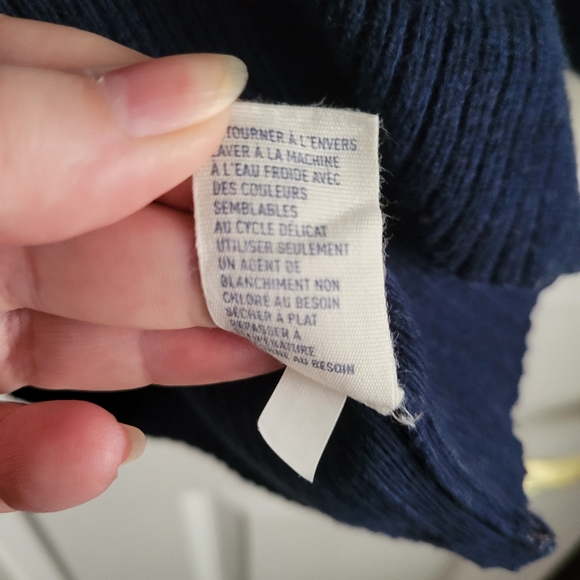 TOURNER À L'ENVERS
LAVER À LA MACHINE
À L'EAU FROIDE AVEC
DES COULEURS
SEMBLABLES
AU CYCLE DÉLICAT
UTILISER SEULEMENT
UN AGENT DE
BLANCHIMENT NON
CHLORÉ AU BESOIN
SÉCHER À PLAT
REPASSER À
TEMPÉRATURE
AU BESOIN